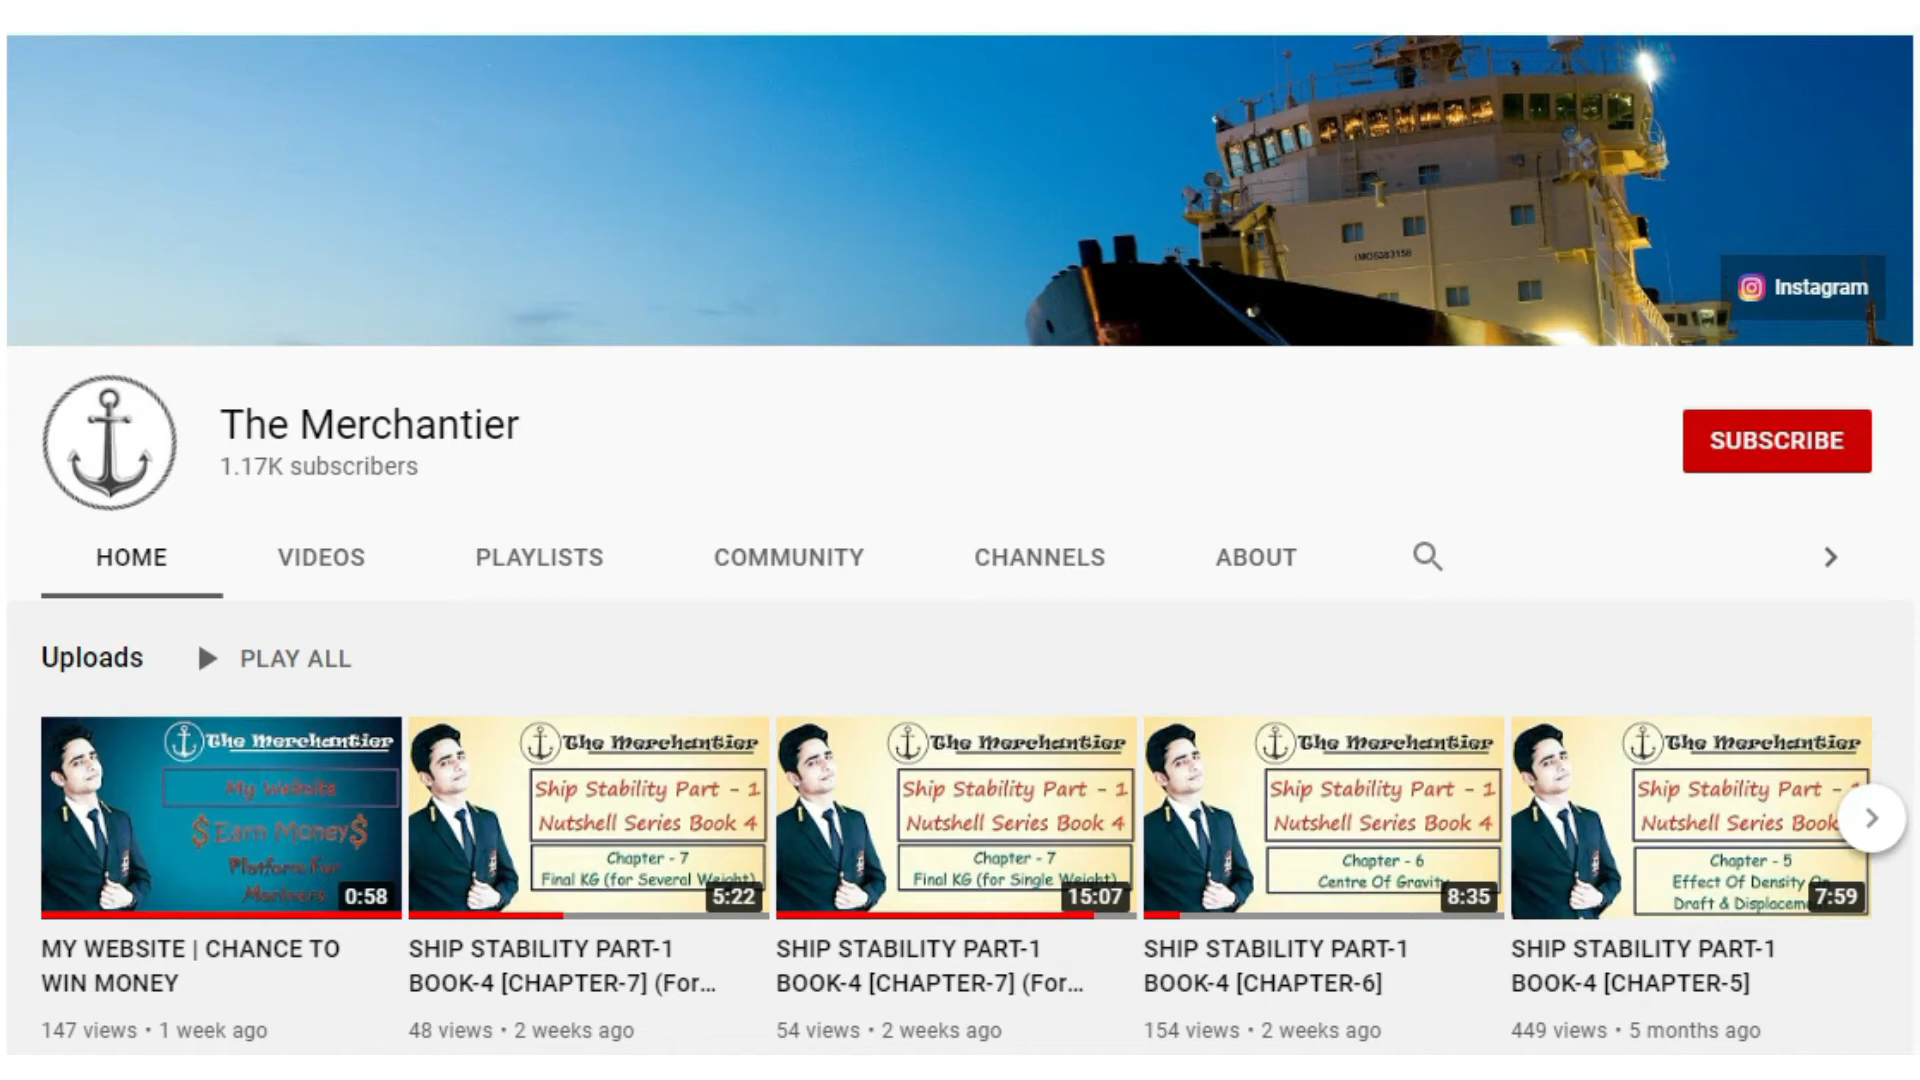 IMO5383158
Instagram
The Merchantier
1.17K subscribers
SUBSCRIBE
HOME
VIDEOS
PLAYLISTS
COMMUNITY
CHANNELS
ABOUT
Uploads
PLAY ALL
The Merchantier
My Website
$Earn Money$
Platform For
Mariners
0:58
The Merchantier
Ship Stability Part - 1
Nutshell Series Book 4
Chapter - 7
Final KG (for Several Weight)
5:22
The Merchantier
Ship Stability Part - 1
Nutshell Series Book 4
Chapter - 7
Final KG (for Single Weight)
15:07
The Merchantier
Ship Stability Part - 1
Nutshell Series Book 4
Chapter - 6
Centre Of Gravity
8:35
The Merchantier
Ship Stability Part -
Nutshell Series Book
Chapter - 5
Effect Of Density On
Draft & Displacem
7:59
MY WEBSITE | CHANCE TO
WIN MONEY
147 views • 1 week ago
SHIP STABILITY PART-1
BOOK-4 [CHAPTER-7] (For...
48 views • 2 weeks ago
SHIP STABILITY PART-1
BOOK-4 [CHAPTER-7] (For...
54 views • 2 weeks ago
SHIP STABILITY PART-1
BOOK-4 [CHAPTER-6]
154 views • 2 weeks ago
SHIP STABILITY PART-1
BOOK-4 [CHAPTER-5]
449 views • 5 months ago